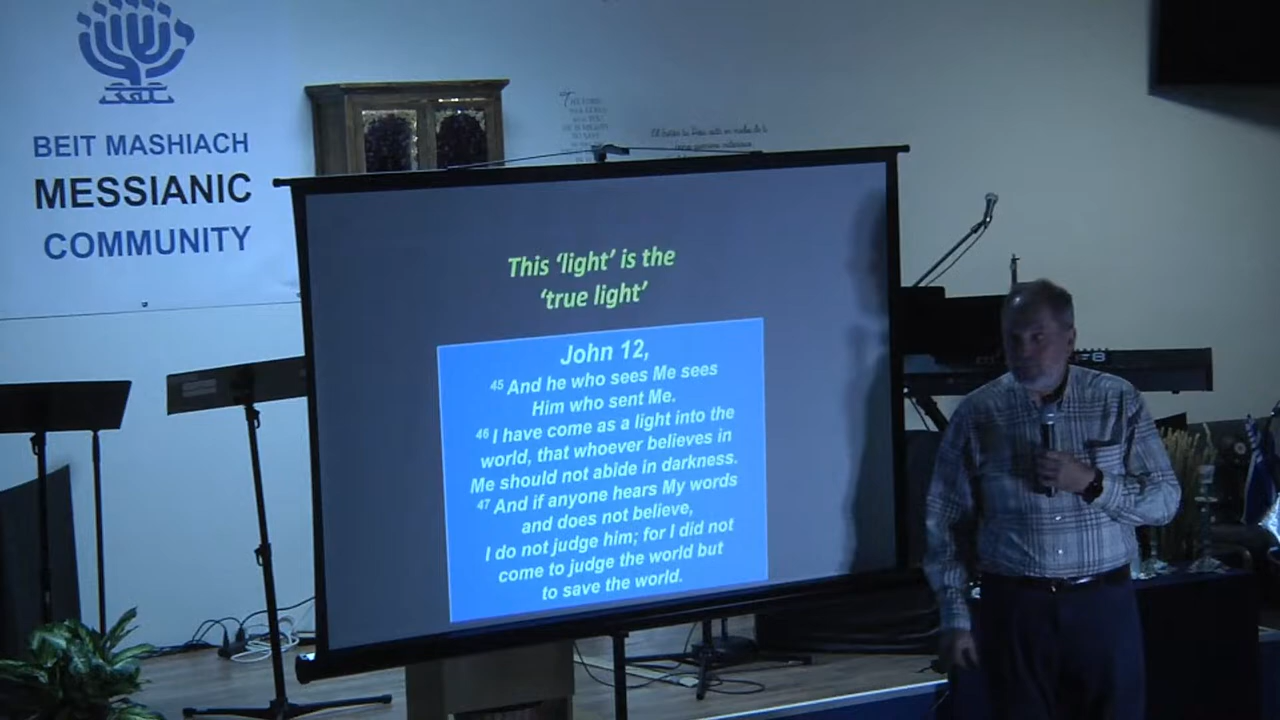 BEIT MASHIACH
MESSIANIC
COMMUNITY
This ‘light’ is the
‘true light’
John 12,
45 And he who sees Me sees
Him who sent Me.
46 I have come as a light into the
world, that whoever believes in
Me should not abide in darkness.
47 And if anyone hears My words
and does not believe,
I do not judge him; for I did not
come to judge the world but
to save the world.